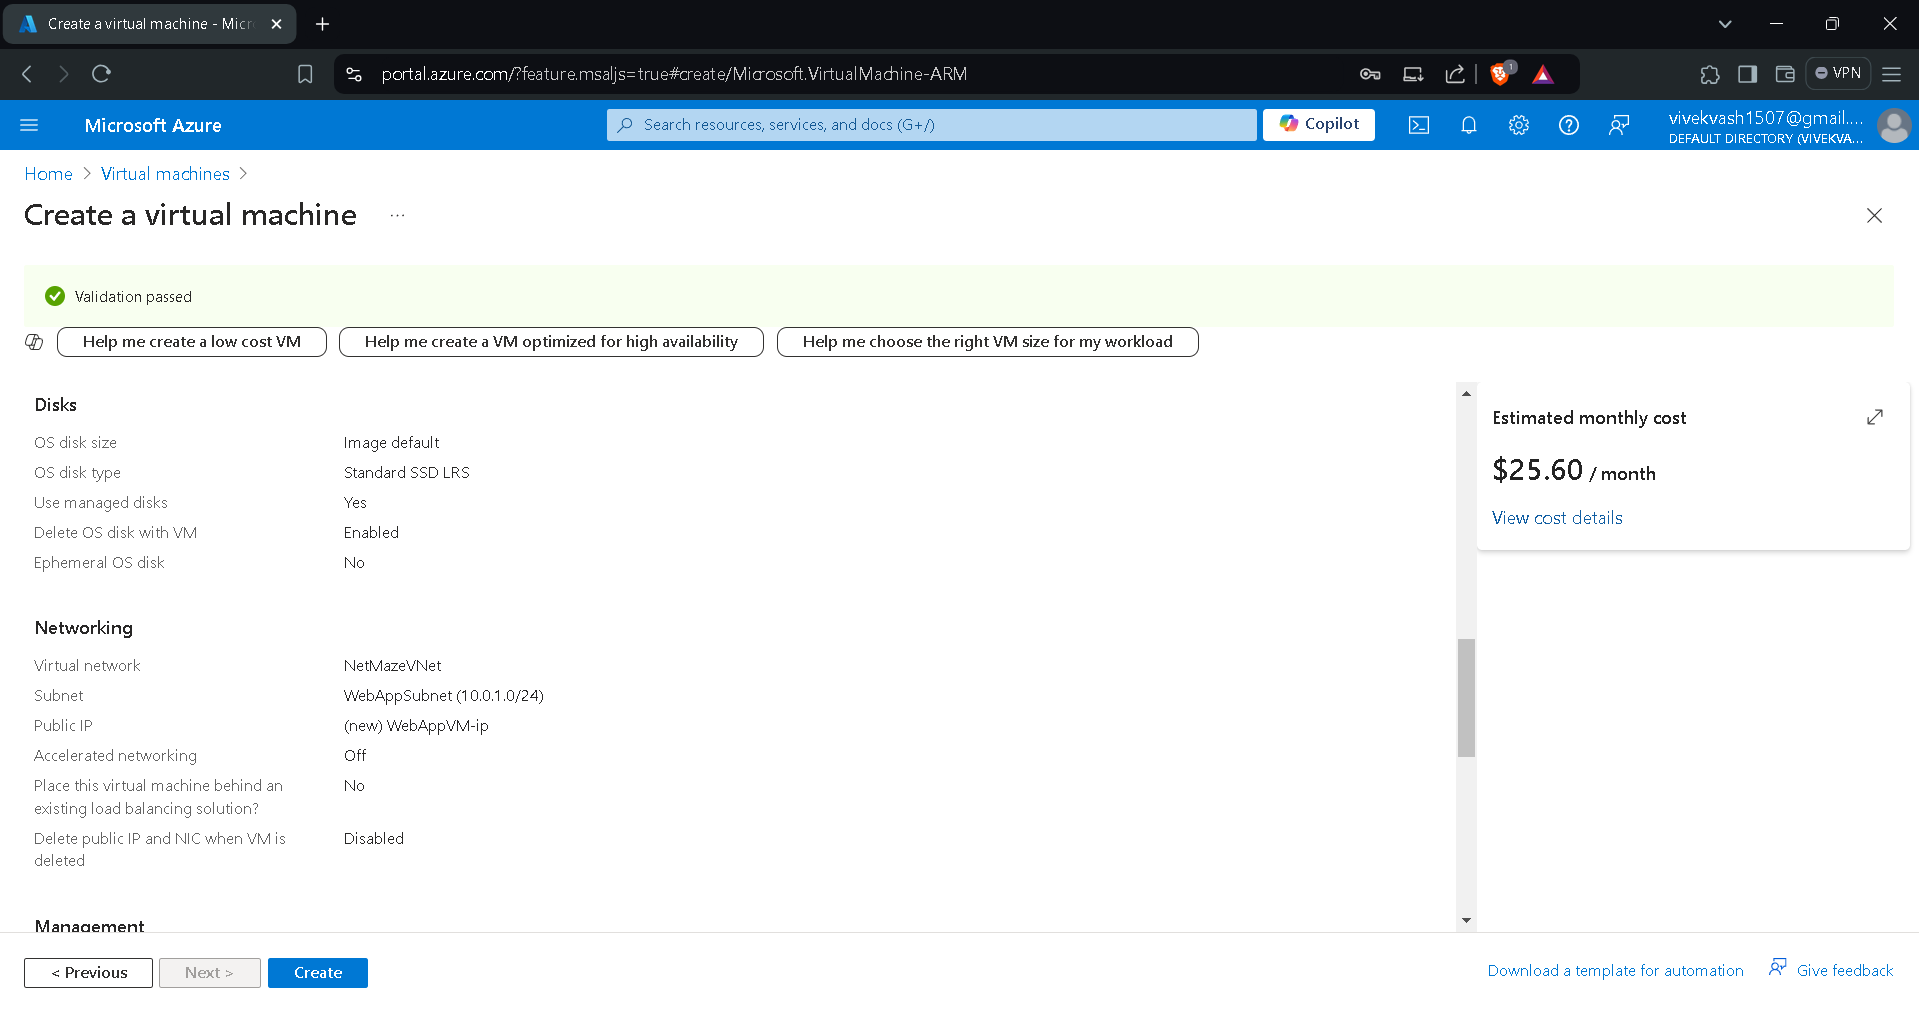 Create a virtual machine - Micr
portal.azure.com/?feature.msaljs=true#create/Microsoft.VirtualMachine-ARM
1
VPN
Microsoft Azure
Search resources, services, and docs (G+/)
Copilot
vivekvash1507@gmail....
DEFAULT DIRECTORY (VIVEKVA...
Home > Virtual machines >
Create a virtual machine ...
Validation passed
Help me create a low cost VM
Help me create a VM optimized for high availability
Help me choose the right VM size for my workload
Disks
OS disk size Image default
OS disk type Standard SSD LRS
Use managed disks Yes
Delete OS disk with VM Enabled
Ephemeral OS disk No
Networking
Virtual network NetMazeVNet
Subnet WebAppSubnet (10.0.1.0/24)
Public IP (new) WebAppVM-ip
Accelerated networking Off
Place this virtual machine behind an No
existing load balancing solution?
Delete public IP and NIC when VM is Disabled
deleted
Management
Estimated monthly cost
$25.60 / month
View cost details
< Previous
Next >
Create
Download a template for automation
Give feedback